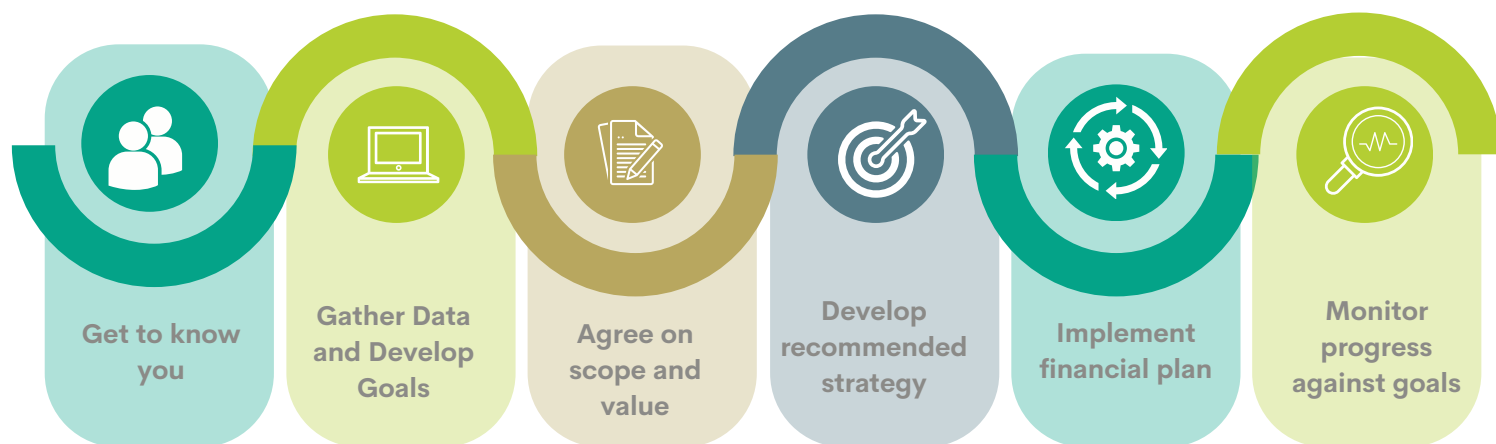 Get to know
you
Gather Data
and Develop
Goals
Agree on
scope and
value
Develop
recommended
strategy
Implement
financial plan
Monitor
progress
against goals